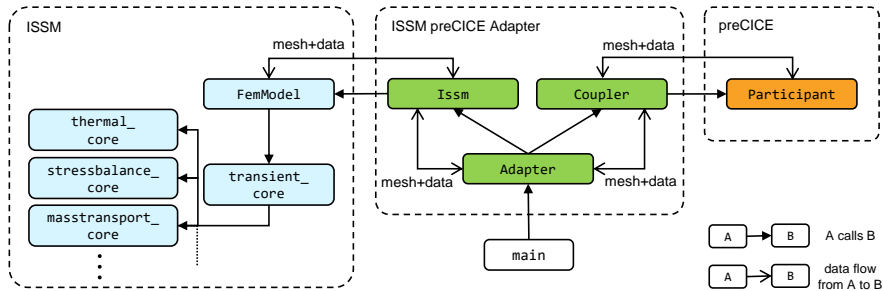 ISSM
ISSM preCICE Adapter
preCICE
mesh+data
mesh+data
FemModel
Issm
Coupler
Participant
thermal_
core
stressbalance_
core
transient_
core
Adapter
mesh+data
mesh+data
masstransport_
core
main
A
B
A calls B
A
B
data flow
from A to B